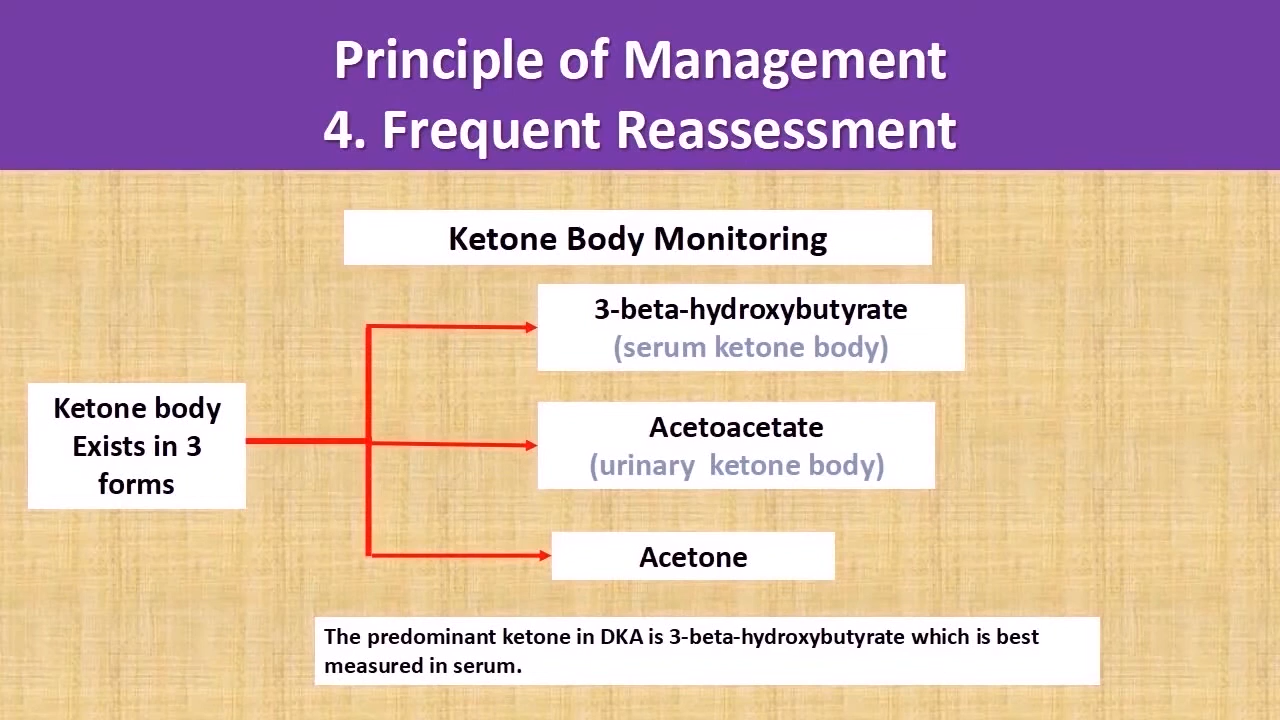 Principle of Management
4. Frequent Reassessment
Ketone Body Monitoring
3-beta-hydroxybutyrate
(serum ketone body)
Ketone body
Exists in 3
forms
Acetoacetate
(urinary  ketone body)
Acetone
The predominant ketone in DKA is 3-beta-hydroxybutyrate which is best
measured in serum.